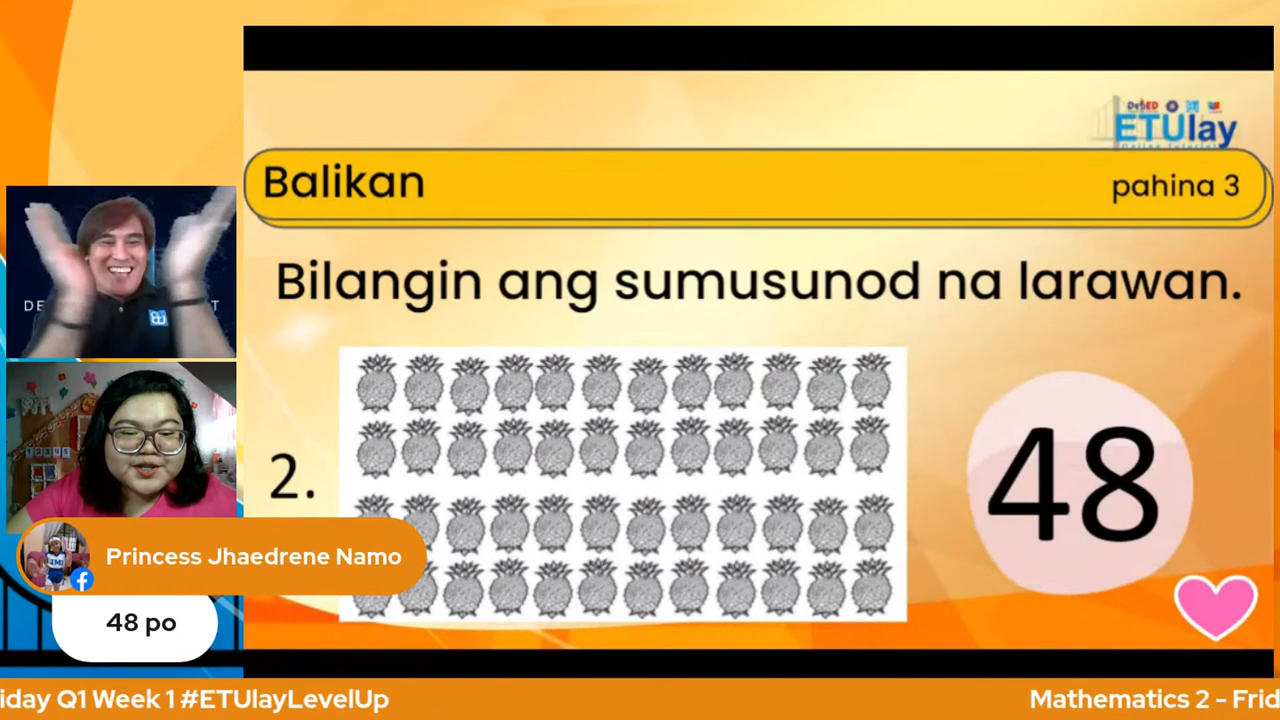 DepED
ETUlay
Balikan
pahina 3
Bilangin ang sumusunod na larawan.
2.
48
Princess Jhaedrene Namo
48 po
iday Q1 Week 1 #ETUlayLevelUp
Mathematics 2 - Frid